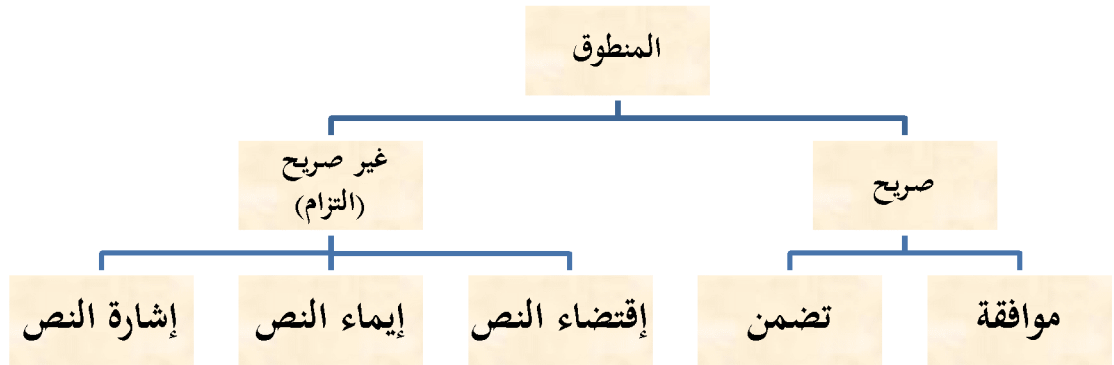 المنطوق
صريح
غير صريح
(التزام)
موافقة
تضمن
إقتضاء النص
إيماء النص
إشارة النص